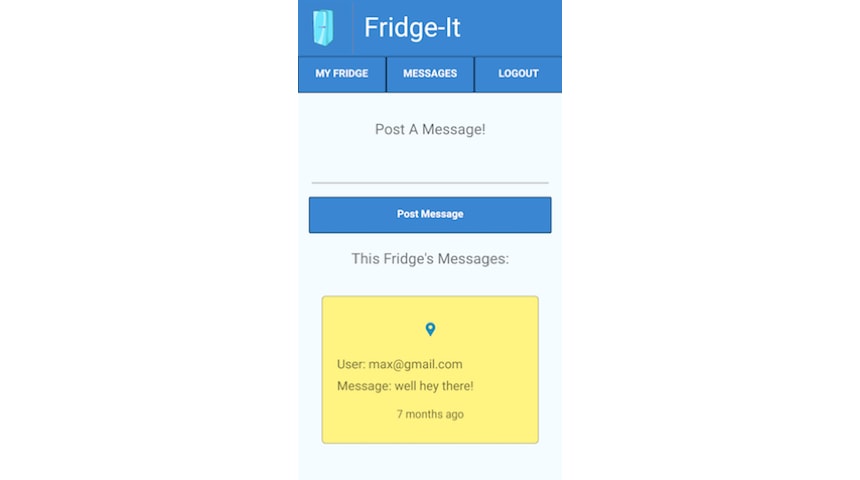 Fridge-It
MY FRIDGE
MESSAGES
LOGOUT
Post A Message!
Post Message
This Fridge's Messages:
User: max@gmail.com
Message: well hey there!
7 months ago